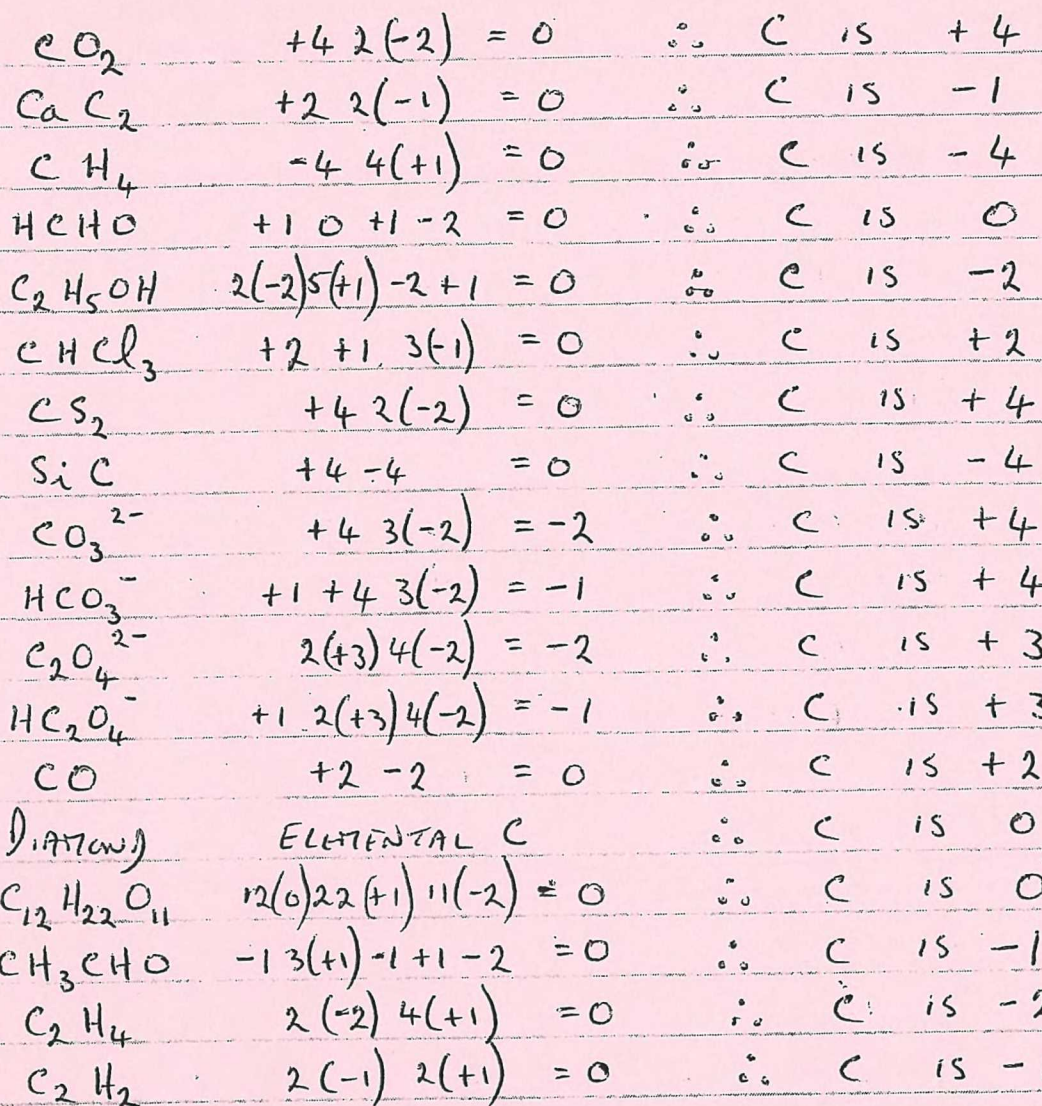 CO₂ +4 2(-2) = 0 ∴ C is +4
CaC₂ +2 2(-1) = 0 ∴ C is -1
CH₄ -4 4(+1) = 0 ∴ C is -4
HCHO +1 0 +1 -2 = 0 ∴ C is 0
C₂H₅OH 2(-2)5(+1) -2 +1 = 0 ∴ C is -2
CHCl₃ +2 +1 3(-1) = 0 ∴ C is +2
CS₂ +4 2(-2) = 0 ∴ C is +4
SiC +4 -4 = 0 ∴ C is -4
CO₃²⁻ +4 3(-2) = -2 ∴ C is +4
HCO₃⁻ +1 +4 3(-2) = -1 ∴ C is +4
C₂O₄²⁻ 2(+3)4(-2) = -2 ∴ C is +3
HC₂O₄⁻ +1 2(+3)4(-2) = -1 ∴ C is +3
CO +2 -2 = 0 ∴ C is +2
DIAMOND ELEMENTAL C ∴ C is 0
C₁₂H₂₂O₁₁ 12(0)22(+1) 11(-2) = 0 ∴ C is 0
CH₃CHO -1 3(+1) -1 +1 -2 = 0 ∴ C is -1
C₂H₄ 2(-2) 4(+1) = 0 ∴ C is -2
C₂H₂ 2(-1) 2(+1) = 0 ∴ C is -